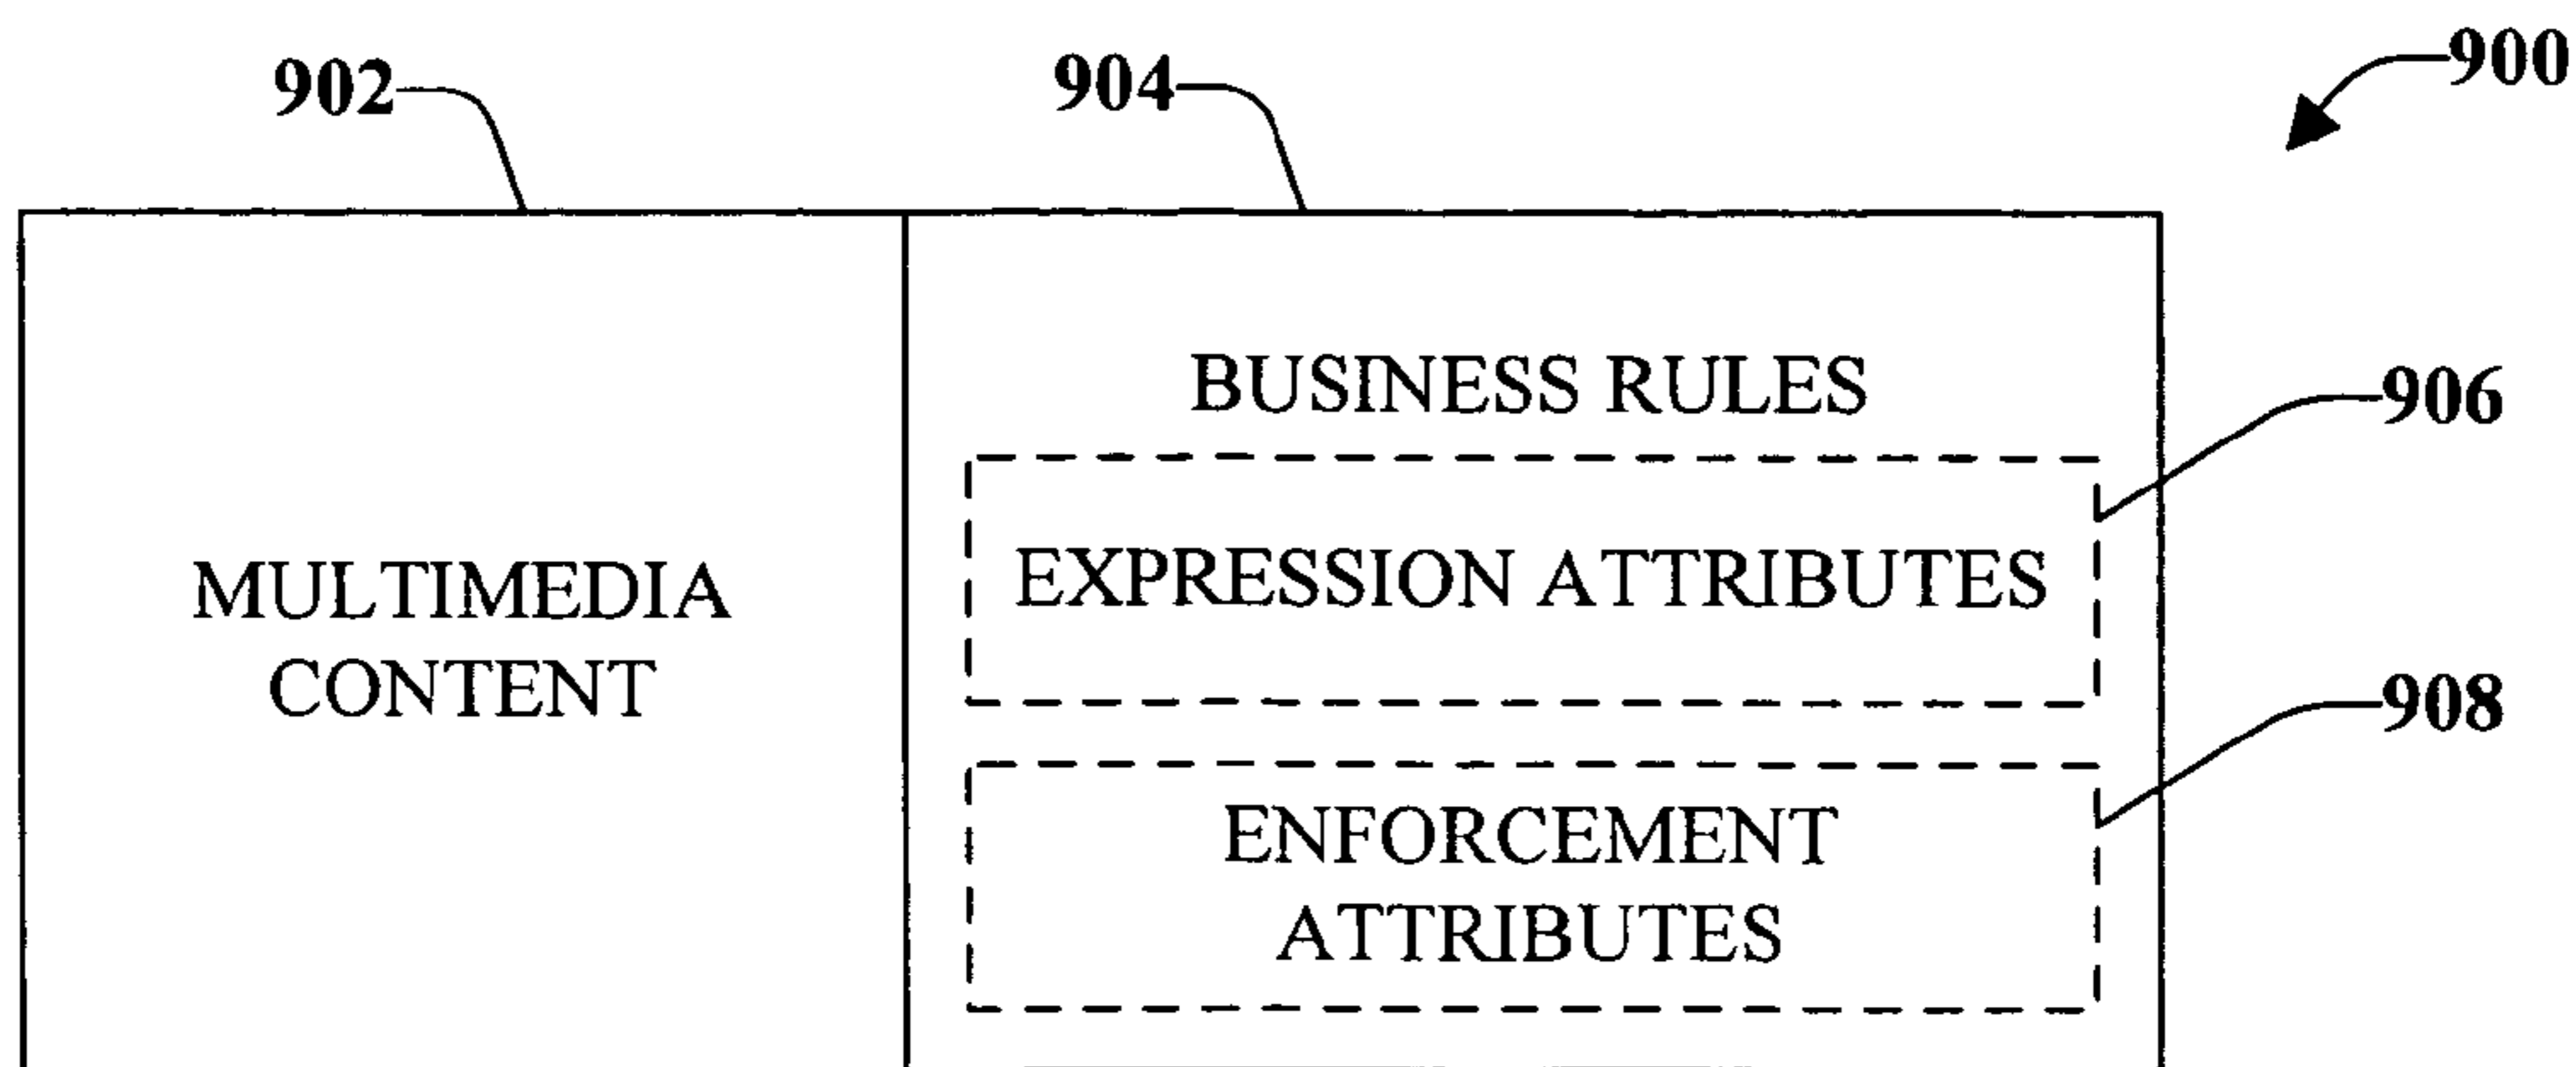 902
904
900
BUSINESS RULES
906
EXPRESSION ATTRIBUTES
MULTIMEDIA
CONTENT
908
ENFORCEMENT
ATTRIBUTES